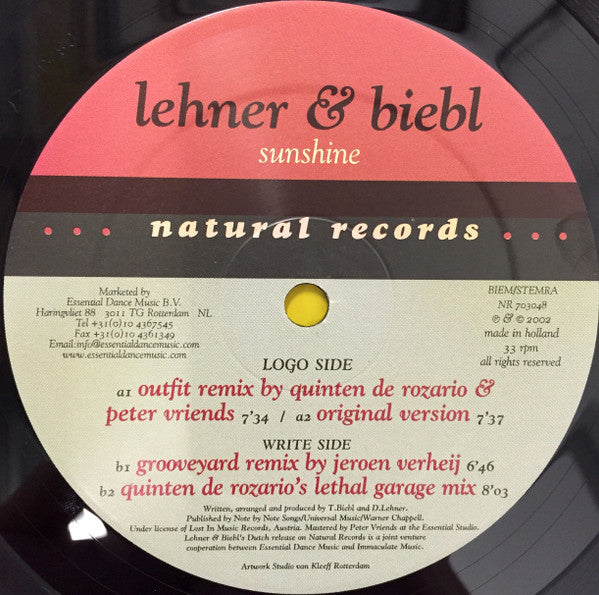 lehner & biebl
sunshine
... natural records ...
Marketed by
Essential Dance Music B.V.
Haringvliet 88 3011 TG Rotterdam NL
Tel +31(0)10 4367545
Fax +31(0)10 4361349
Email:info@essentialdancemusic.com
www.essentialdancemusic.com
BIEM/STEMRA
NR 703048
℗ & © 2002
made in holland
33 rpm
all rights reserved
LOGO SIDE
a1 outfit remix by quinten de rozario &
peter vriends 7'34 / a2 original version 7'37
WRITE SIDE
b1 grooveyard remix by jeroen verheij 6'46
b2 quinten de rozario's lethal garage mix 8'03
Written, arranged and produced by T.Biebl and D.Lehner.
Published by Note by Note Songs/Universal Music/Warner Chappell.
Under license of Lost In Music Records, Austria. Mastered by Peter Vriends at the Essential Studio.
Lehner & Biebl's Dutch release on Natural Records is a joint venture
cooperation between Essential Dance Music and Immaculate Music.
Artwork Studio van Kleeff Rotterdam